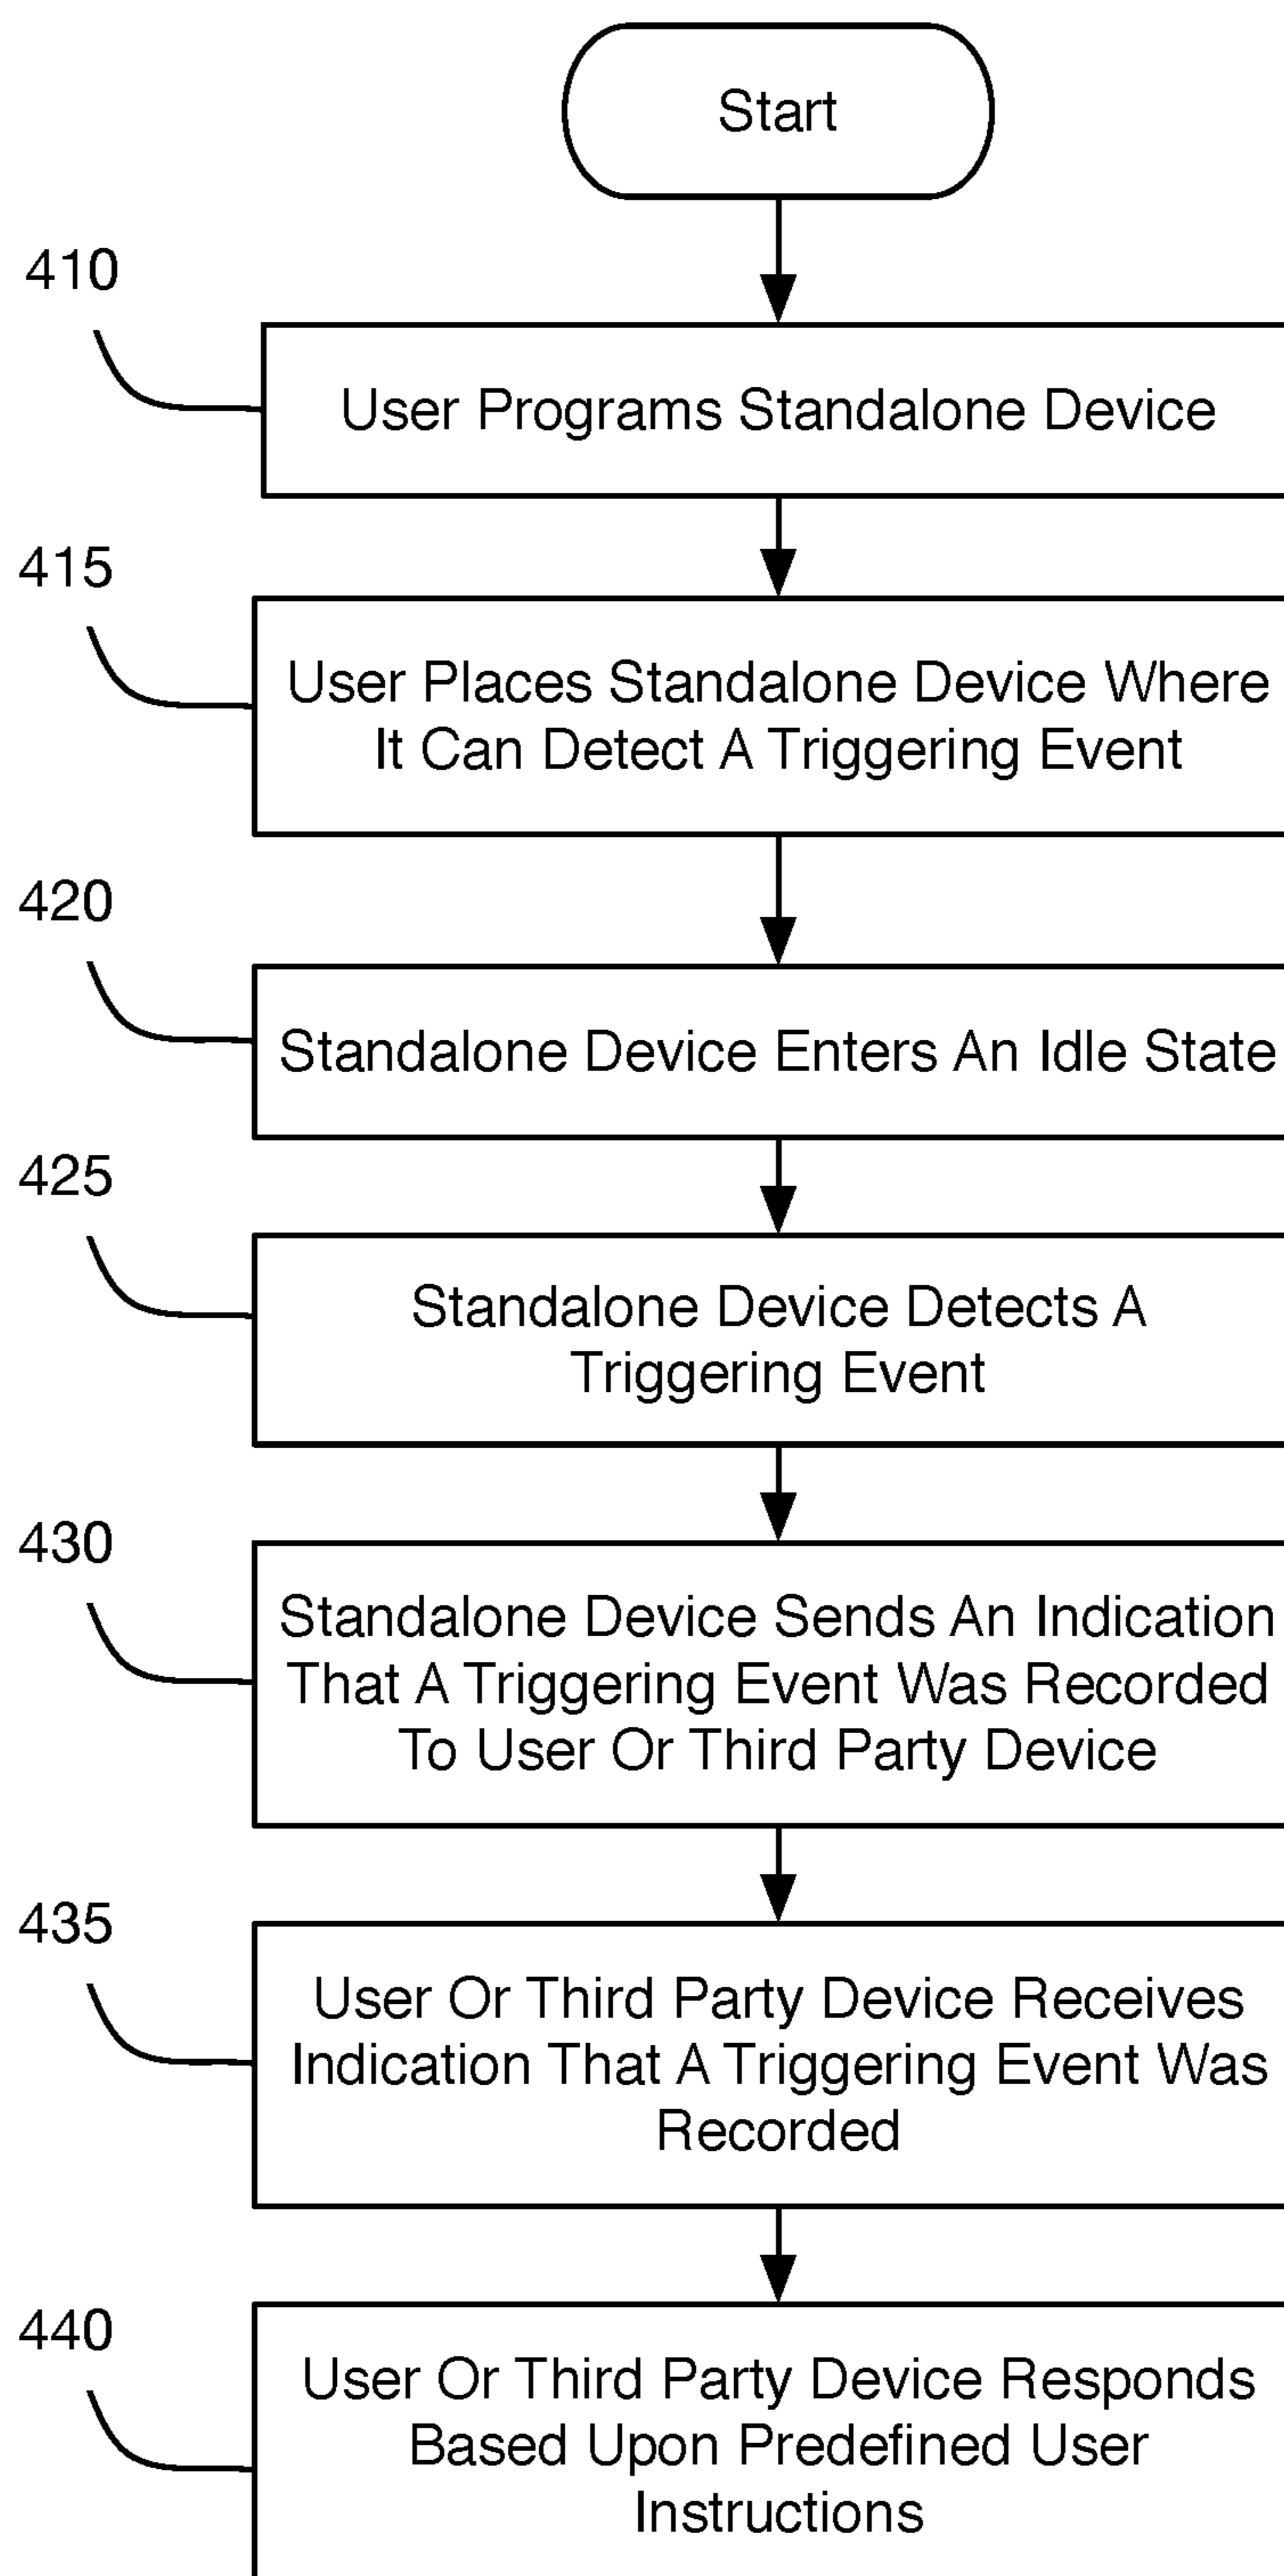 Start
410
User Programs Standalone Device
415
User Places Standalone Device Where
It Can Detect A Triggering Event
420
Standalone Device Enters An Idle State
425
Standalone Device Detects A
Triggering Event
430
Standalone Device Sends An Indication
That A Triggering Event Was Recorded
To User Or Third Party Device
435
User Or Third Party Device Receives
Indication That A Triggering Event Was
Recorded
440
User Or Third Party Device Responds
Based Upon Predefined User
Instructions